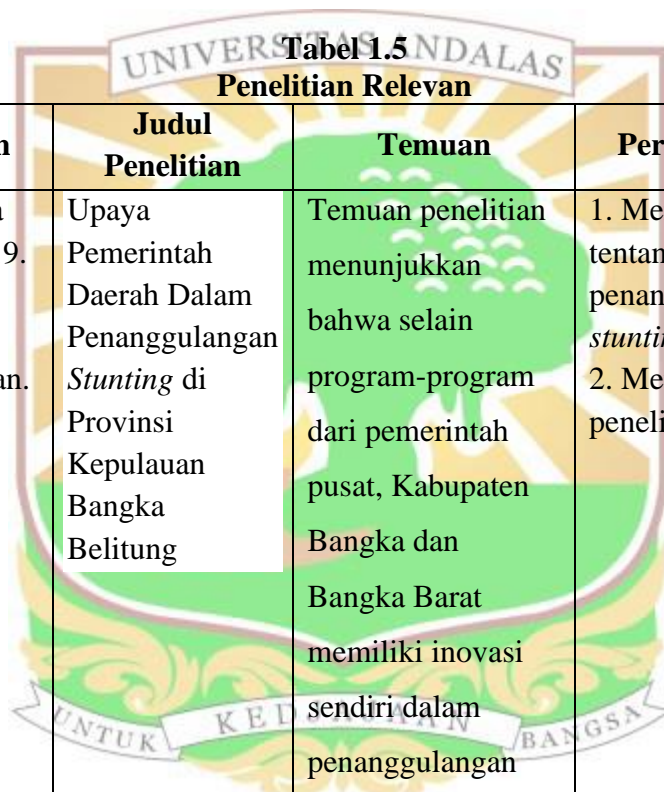 UNIVERSITAS ANDALAS
Tabel 1.5
Penelitian Relevan
Judul
Penelitian
Temuan
Upaya
Pemerintah
Daerah Dalam
Penanggulangan
Stunting di
Provinsi
Kepulauan
Bangka
Belitung
Temuan penelitian
menunjukkan
bahwa selain
program-program
dari pemerintah
pusat, Kabupaten
Bangka dan
Bangka Barat
memiliki inovasi
sendiri dalam
penanggulangan
9.
1. Me
2. Me
UNTUK KEDJAJAAN BANGSA